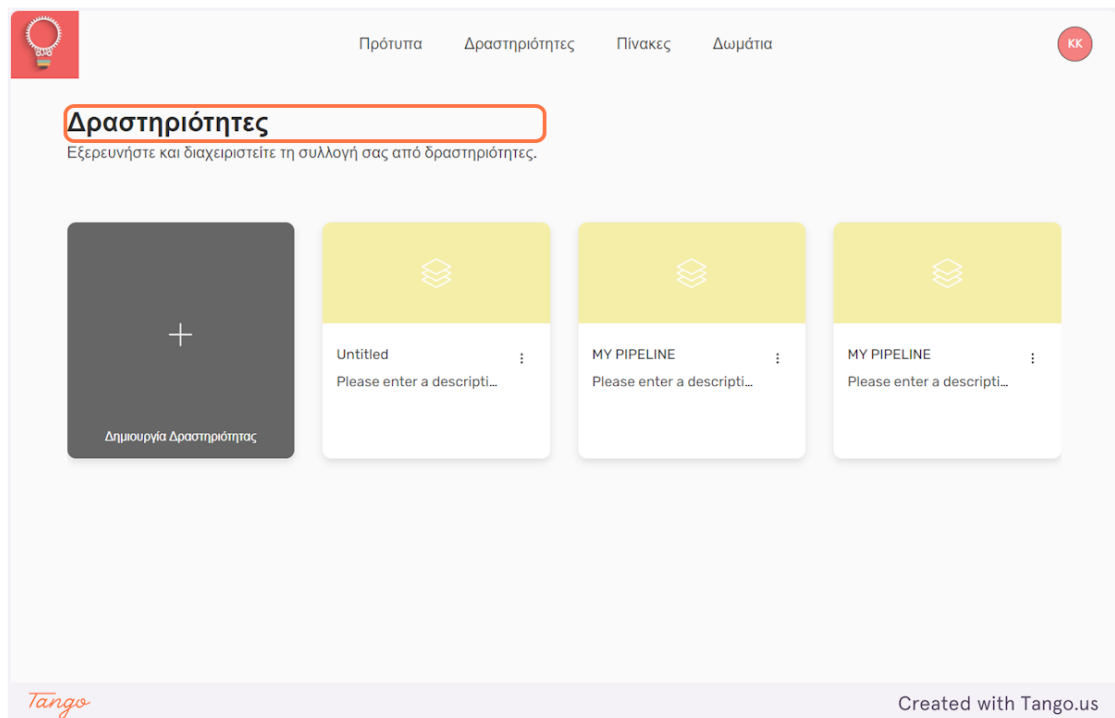 Πρότυπα Δραστηριότητες Πίνακες Δωμάτια KK
Δραστηριότητες
Εξερευνήστε και διαχειριστείτε τη συλλογή σας από δραστηριότητες.
Untitled
Please enter a descripti...
MY PIPELINE
Please enter a descripti...
MY PIPELINE
Please enter a descripti...
Δημιουργία Δραστηριότητας
Tango
Created with Tango.us